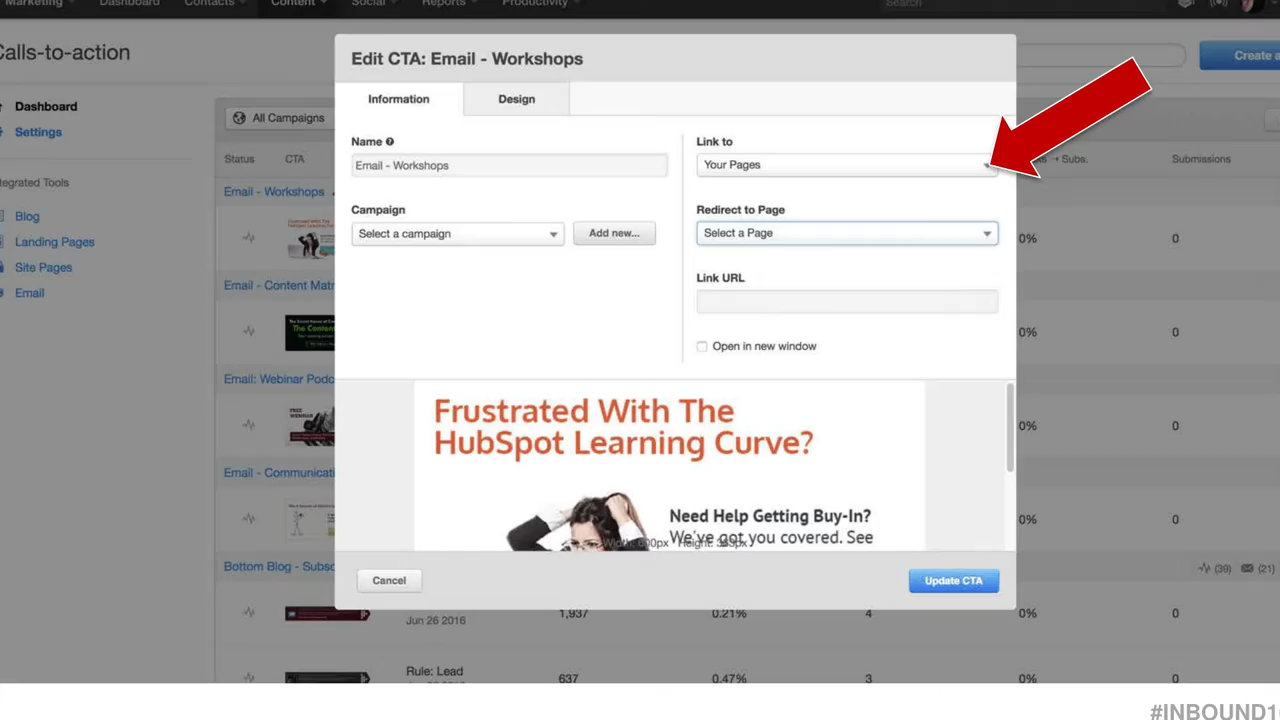 Marketing Dashboard Contacts Content Social Reports Productivity Search
Calls-to-action
Create a
Edit CTA: Email - Workshops
Information Design
Dashboard
Settings
Integrated Tools
Blog
Landing Pages
Site Pages
Email
All Campaigns
Status CTA
→ Subs. Submissions
Email - Workshops
0% 0
Email - Content Matr
0% 0
Email: Webinar Podc
0% 0
Email - Communicati
0% 0
Bottom Blog - Subsc
(39) (21)
Name
Email - Workshops
Campaign
Select a campaign
Add new...
Link to
Your Pages
Redirect to Page
Select a Page
Link URL
Open in new window
Frustrated With The
HubSpot Learning Curve?
Need Help Getting Buy-In?
We've got you covered. See
Cancel
Update CTA
Jun 26 2016
1,937 0.21% 4 0% 0
Rule: Lead
637 0.47% 3 0% 0
#INBOUND1